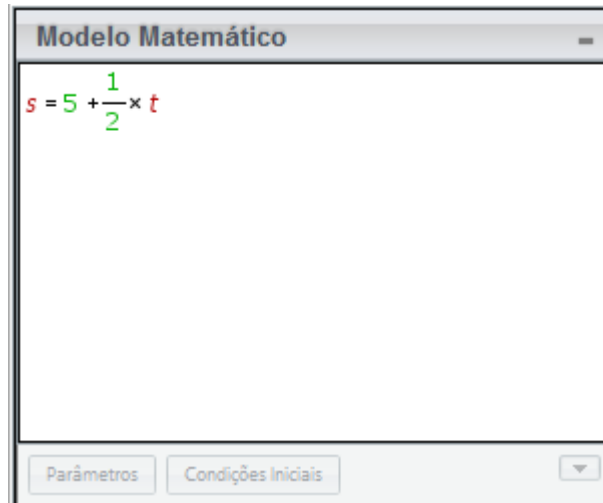 Modelo Matemático
s = 5 + 1/2 × t
Parâmetros Condições Iniciais